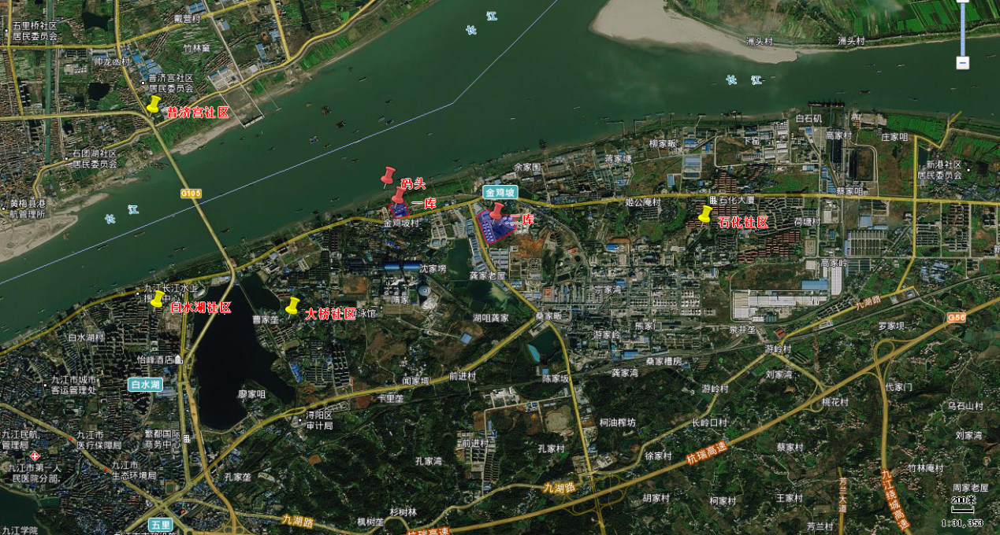 长 江
戴营村
五里桥社区
居民委员会
竹林窠
洲头村
洲头村
帅龙凼村
普济宫社区
居民委员会
长 江
普济宫社区
白石矶
高家村
庄家咀
柳家畈
下窑
蒋家塘
石团湖社区
居民委员会
余家围
新港社区
居民委员会
码头
G105
金鸡坡
蔡家咀
黄梅县港
航管理所
一库
姬公庵村
石化大厦
长 江
金鸡坡村
二库
石化社区
荷塘村
沈家塝
龚家老屋
高家岭
九江长江水上
白水湖社区
大桥社区
泳馆
曹家垄
宁家湾
九湖路
G56
湖咀龚家
桑家畈
熊家门
罗家坝
白水湖村
游家岭
泉井垄
怡峰酒店
游岭村
桑家槽房
九江市城市
客运管理处
白水湖
闻家塆
前进村
陈家坂
龚家湾
刘家湾
游岭村
代家门
廖家咀
卡里垄
桃花村
乌石山村
浔阳区
审计局
柯油榨坊
长岭口村
九江民航
管理局
九江市
医疗保障局
繁都国际
商务中心
前进村
孔家村
徐家村
杭瑞高速
蔡家村
刘家湾
九江市第一人
民医院分部
九江市
生态环境局
孔家湾
孔家垄
竹林庵村
九湖路
胡家村
柯家村
王家村
芳兰大道
九江绕城高速
周家老屋
200米
杉树林
枫树垄
九湖路
五里
1:31,353
九江学院
杭瑞高速
芳兰村